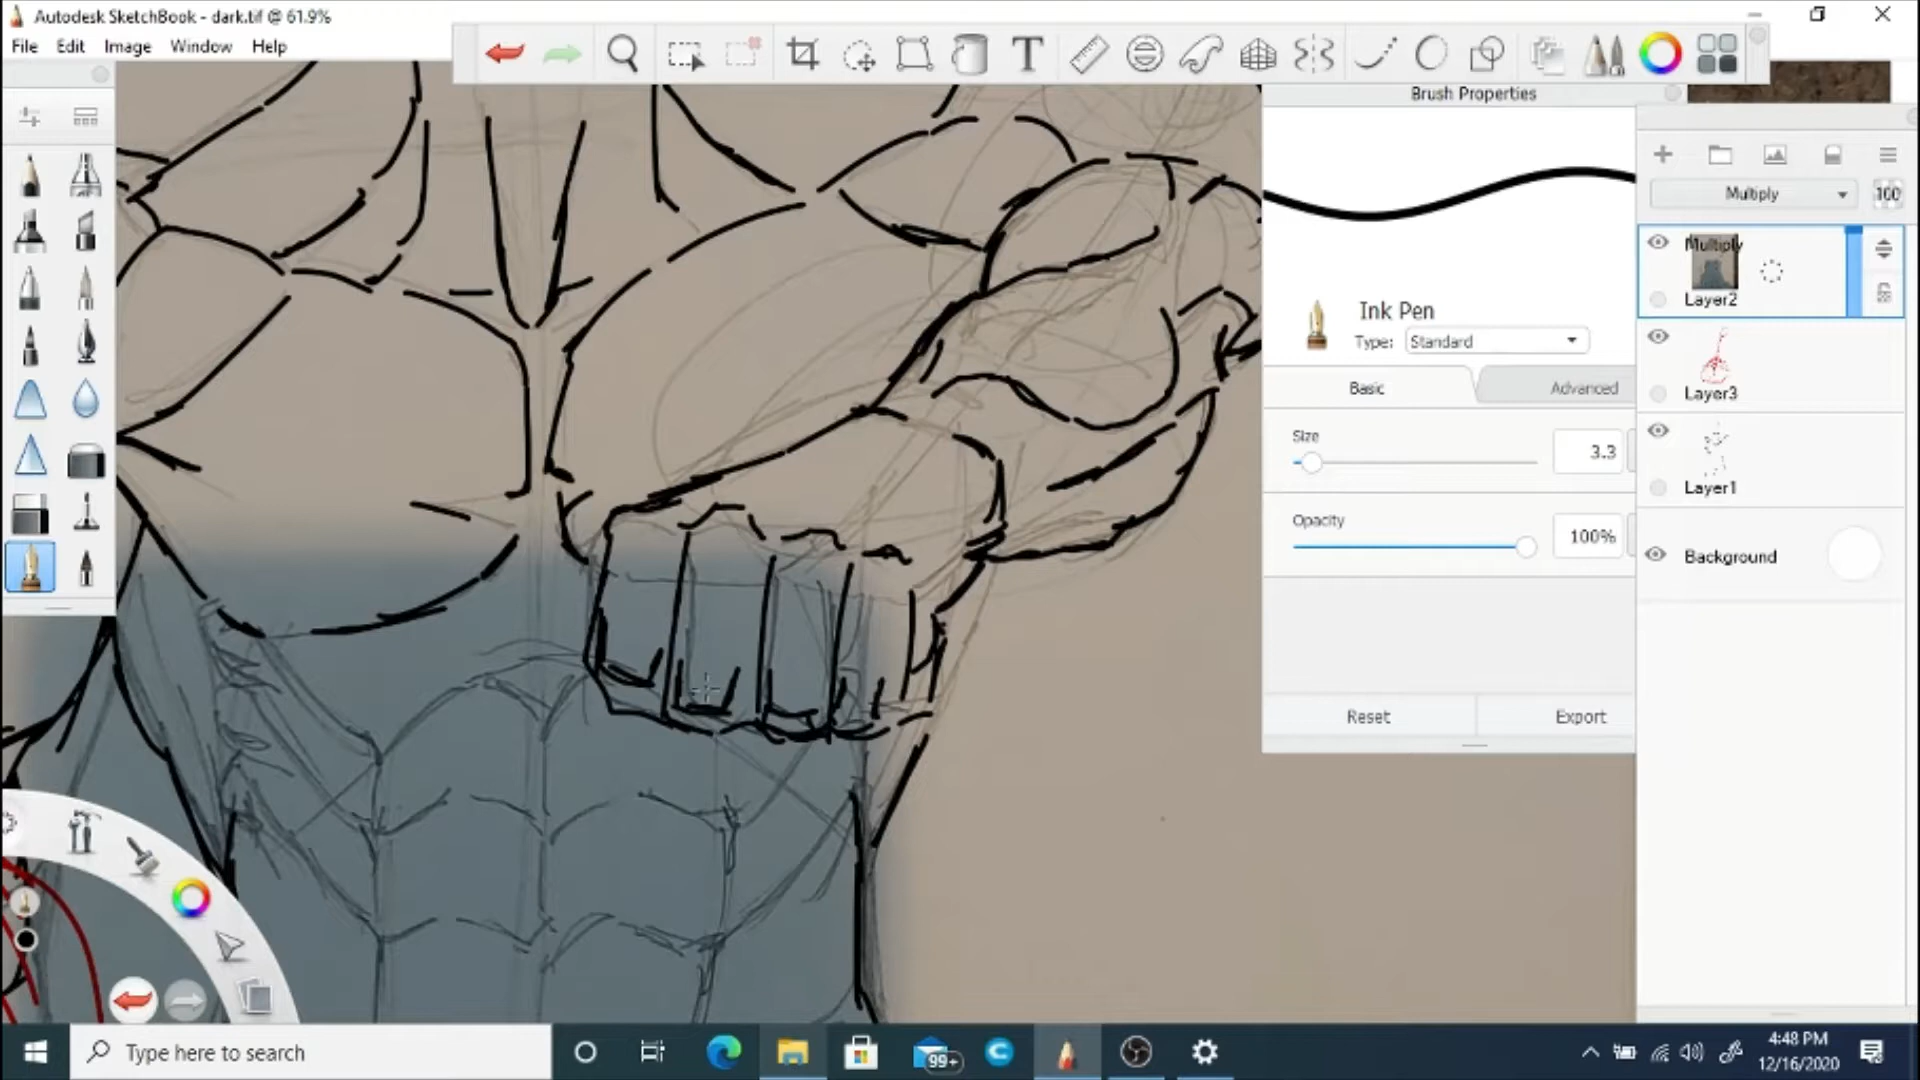 Autodesk SketchBook - dark.tif @ 61.9%
File Edit Image Window Help
T
Brush Properties
Multiply 100
Multiply
Layer2
Ink Pen
Type: Standard
Layer3
Basic Advanced
Size
3.3
Layer1
Opacity
100%
Background
Reset Export
Type here to search
99+
4:48 PM
12/16/2020